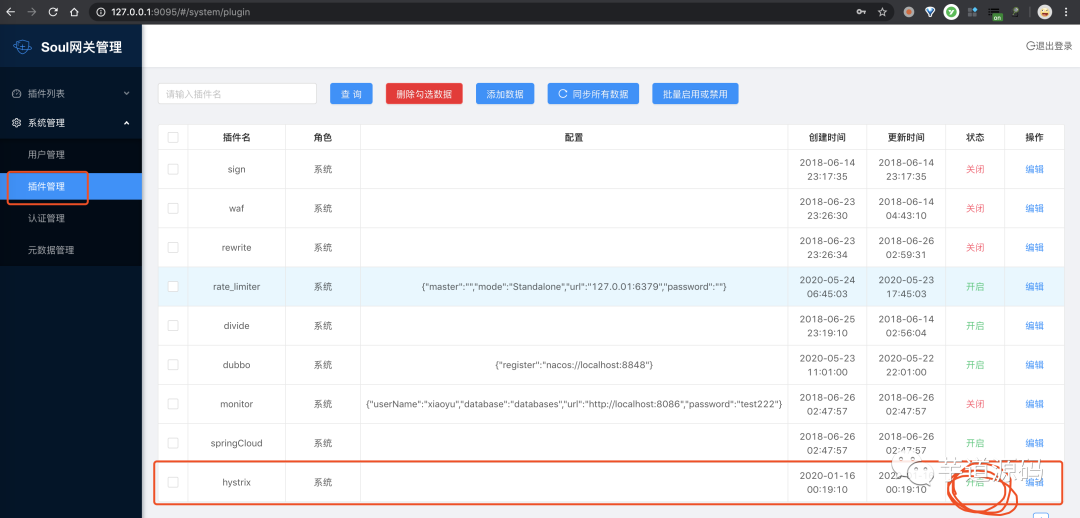 127.0.0.1:9095/#/system/plugin
on
Soul网关管理
退出登录
插件列表
系统管理
用户管理
插件管理
认证管理
元数据管理
请输入插件名
查 询
删除勾选数据
添加数据
同步所有数据
批量启用或禁用
插件名 角色 配置 创建时间 更新时间 状态 操作
sign 系统 2018-06-14 23:17:35 2018-06-14 23:17:35 关闭 编辑
waf 系统 2018-06-23 23:26:30 2018-06-14 04:43:10 关闭 编辑
rewrite 系统 2018-06-23 23:26:34 2018-06-26 02:59:31 关闭 编辑
rate_limiter 系统 {"master":"","mode":"Standalone","url":"127.0.01:6379","password":""} 2020-05-24 06:45:03 2020-05-23 17:45:03 开启 编辑
divide 系统 2018-06-25 23:19:10 2018-06-14 02:56:04 开启 编辑
dubbo 系统 {"register":"nacos://localhost:8848"} 2020-05-23 11:01:00 2020-05-22 22:01:00 开启 编辑
monitor 系统 {"userName":"xiaoyu","database":"databases","url":"http://localhost:8086","password":"test222"} 2018-06-26 02:47:57 2018-06-26 02:47:57 关闭 编辑
springCloud 系统 2018-06-26 02:47:57 2018-06-26 02:47:57 开启 编辑
hystrix 系统 2020-01-16 00:19:10 00:19:10 开启 编辑
芋道源码